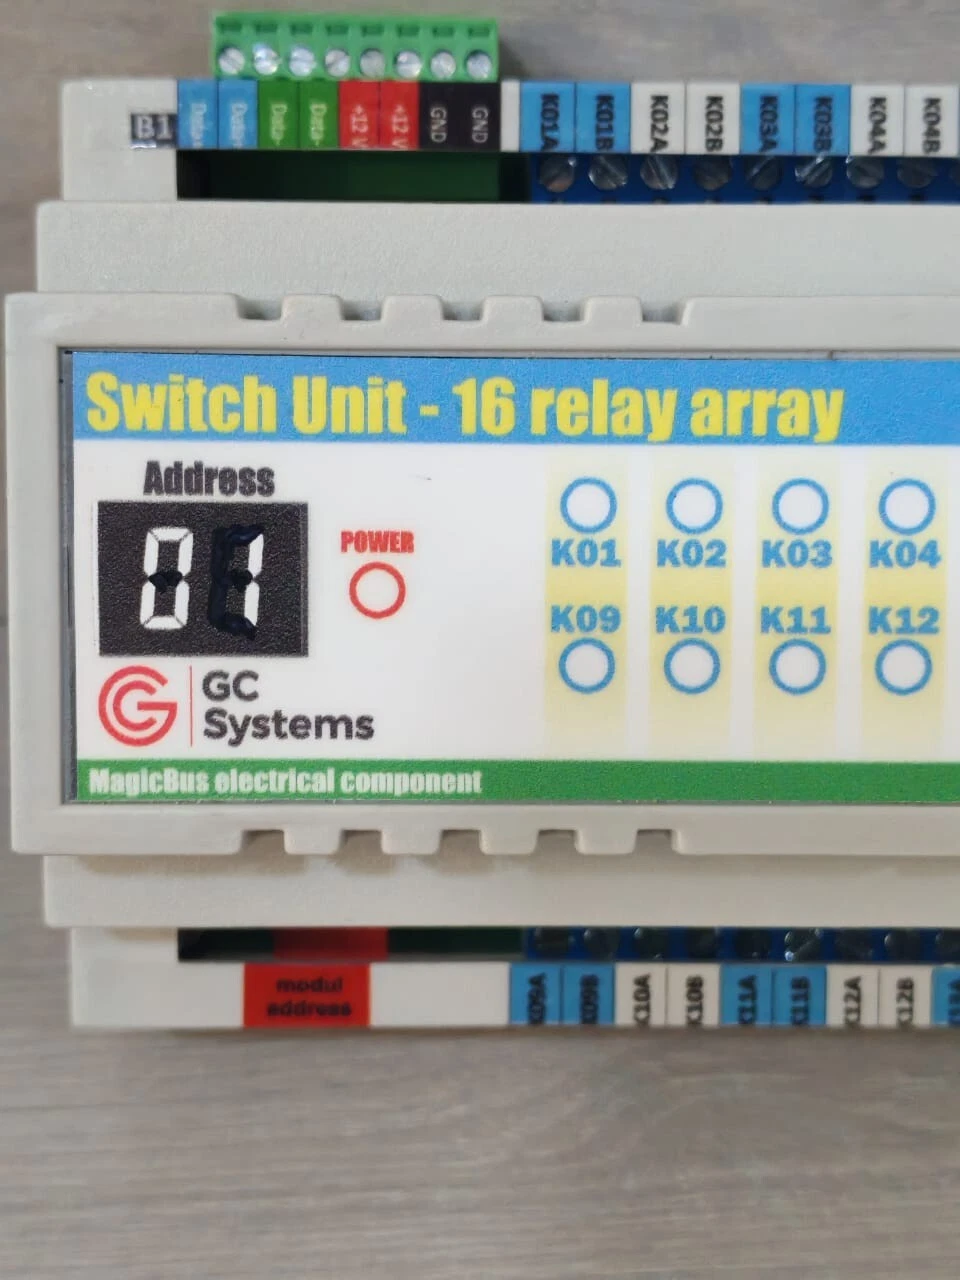 B1 Data+ Data+ Data- Data- +12 V +12 V GND GND K01A K01B K02A K02B K03A K03B K04A K04B
Switch Unit - 16 relay array
Address
01
POWER
K01 K02 K03 K04
K09 K10 K11 K12
GC
Systems
MagicBus electrical component
modul
address
K09A K09B K10A K10B K11A K11B K12A K12B